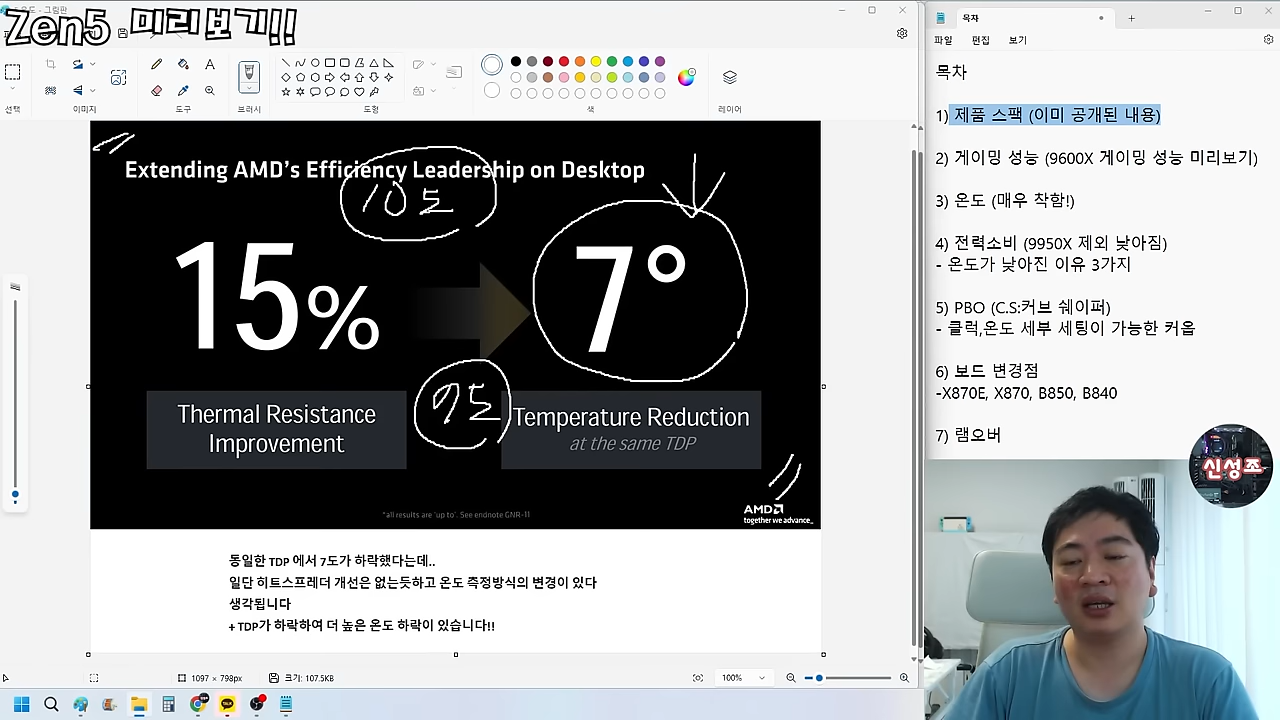 Zen5 미리보기!!
그림판
선택
이미지
도구
브러시
도형
색
레이어
Extending AMD's Efficiency Leadership on Desktop
10도
15%
7°
9도
Thermal Resistance
Improvement
Temperature Reduction
at the same TDP
*all results are 'up to'. See endnote GNR-11
AMD
together we advance_
동일한 TDP 에서 7도가 하락했다는데..
일단 히트스프레더 개선은 없는듯하고 온도 측정방식의 변경이 있다
생각됩니다
+ TDP가 하락하여 더 높은 온도 하락이 있습니다!!
1097 × 798px
크기: 107.5KB
100%
목차
파일 편집 보기
목차
1) 제품 스팩 (이미 공개된 내용)
2) 게이밍 성능 (9600X 게이밍 성능 미리보기)
3) 온도 (매우 착함!)
4) 전력소비 (9950X 제외 낮아짐)
- 온도가 낮아진 이유 3가지
5) PBO (C.S:커브 쉐이퍼)
- 클럭,온도 세부 세팅이 가능한 커옵
6) 보드 변경점
-X870E, X870, B850, B840
7) 램오버
신성조